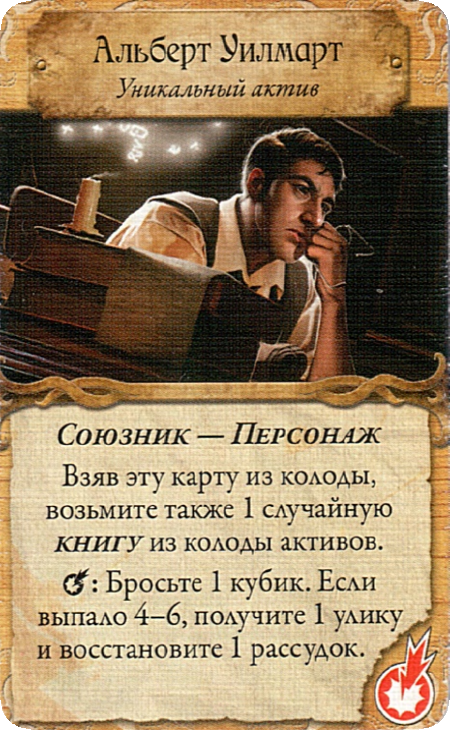 Альберт Уилмарт
Уникальный актив
Союзник — Персонаж
Взяв эту карту из колоды,
возьмите также 1 случайную
книгу из колоды активов.
: Бросьте 1 кубик. Если
выпало 4–6, получите 1 улику
и восстановите 1 рассудок.